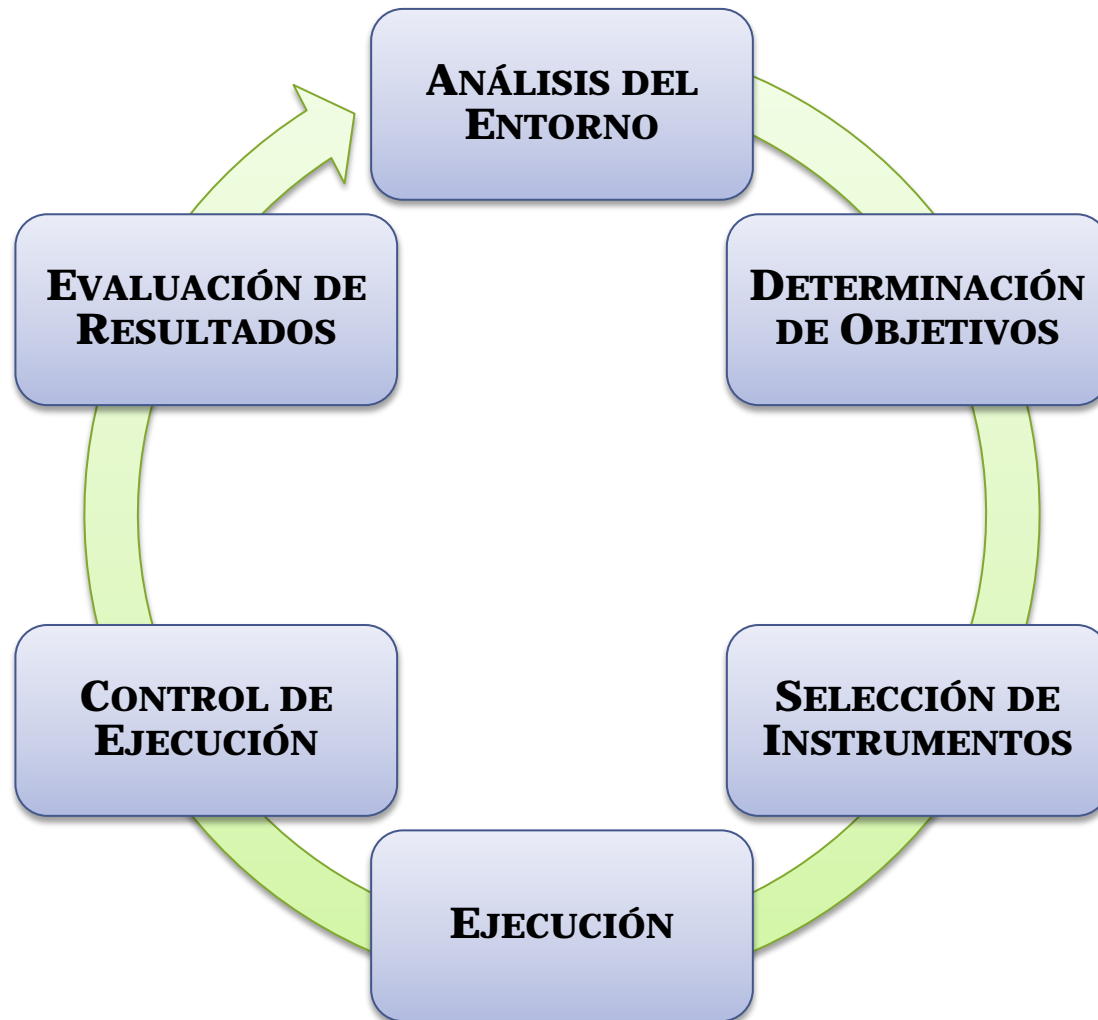 ANÁLISIS DEL
ENTORNO
DETERMINACIÓN
DE OBJETIVOS
SELECCIÓN DE
INSTRUMENTOS
EJECUCIÓN
CONTROL DE
EJECUCIÓN
EVALUACIÓN DE
RESULTADOS